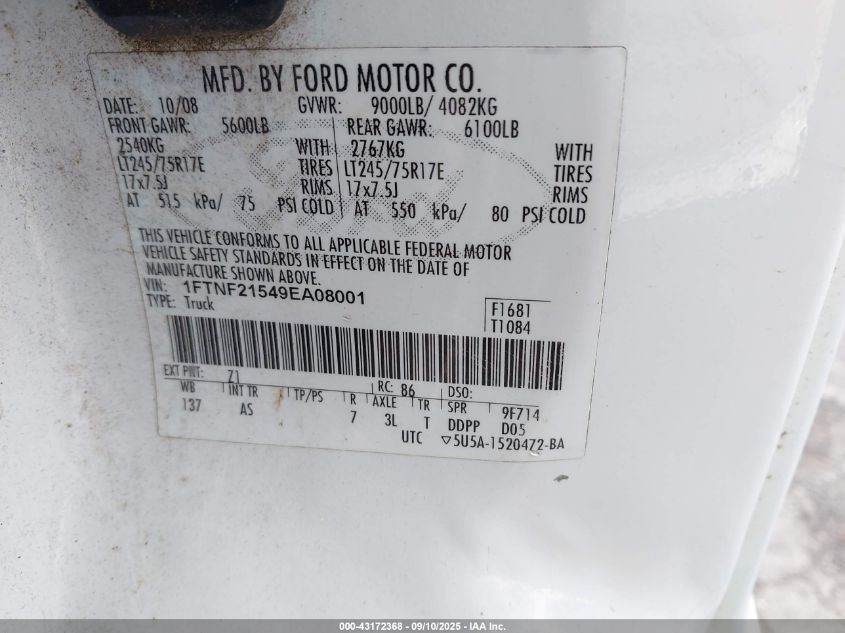 MFD. BY FORD MOTOR CO.
DATE: 10/08 GVWR: 9000LB/ 4082KG
FRONT GAWR: 5600LB REAR GAWR: 6100LB
2540KG WITH 2767KG WITH
LT245/75R17E TIRES LT245/75R17E TIRES
17x7.5J RIMS 17x7.5J RIMS
AT 515 kPa/ 75 PSI COLD AT 550 kPa/ 80 PSI COLD
THIS VEHICLE CONFORMS TO ALL APPLICABLE FEDERAL MOTOR
VEHICLE SAFETY STANDARDS IN EFFECT ON THE DATE OF
MANUFACTURE SHOWN ABOVE.
VIN: 1FTNF21549EA08001
TYPE: Truck
F1681
T1084
EXT PNT: Z1 RC: 86 DSO:
WB INT TR TP/PS R AXLE TR SPR 9F714
137 AS 7 3L T DDPP D05
UTC ▽5U5A-1520472-BA
000-43172368 - 09/10/2025 - IAA Inc.